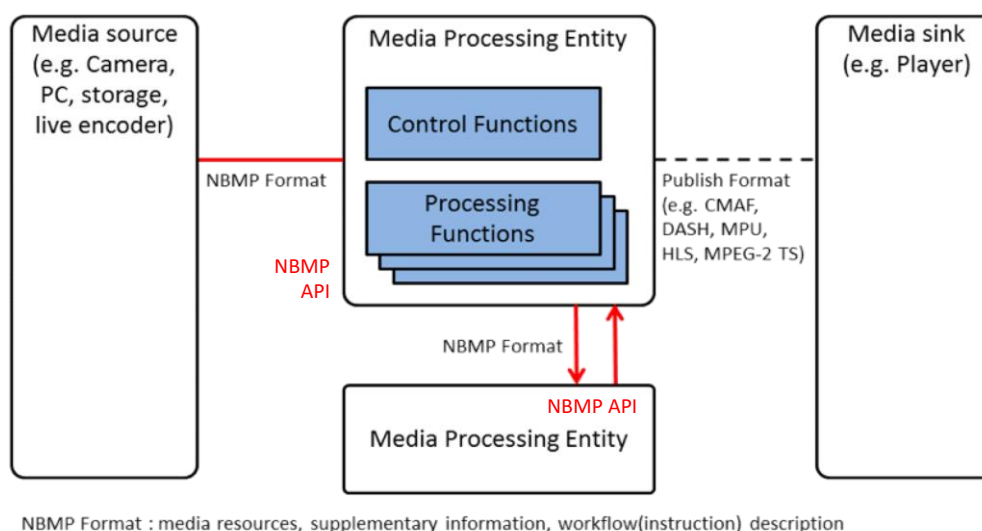 Media source
(e.g. Camera,
PC, storage,
live encoder)
NBMP Format
Media Processing Entity
Control Functions
Processing
Functions
NBMP
API
Publish Format
(e.g. CMAF,
DASH, MPU,
HLS, MPEG-2 TS)
Media sink
(e.g. Player)
NBMP Format
NBMP API
Media Processing Entity
NBMP Format : media resources, supplementary information, workflow(instruction) description